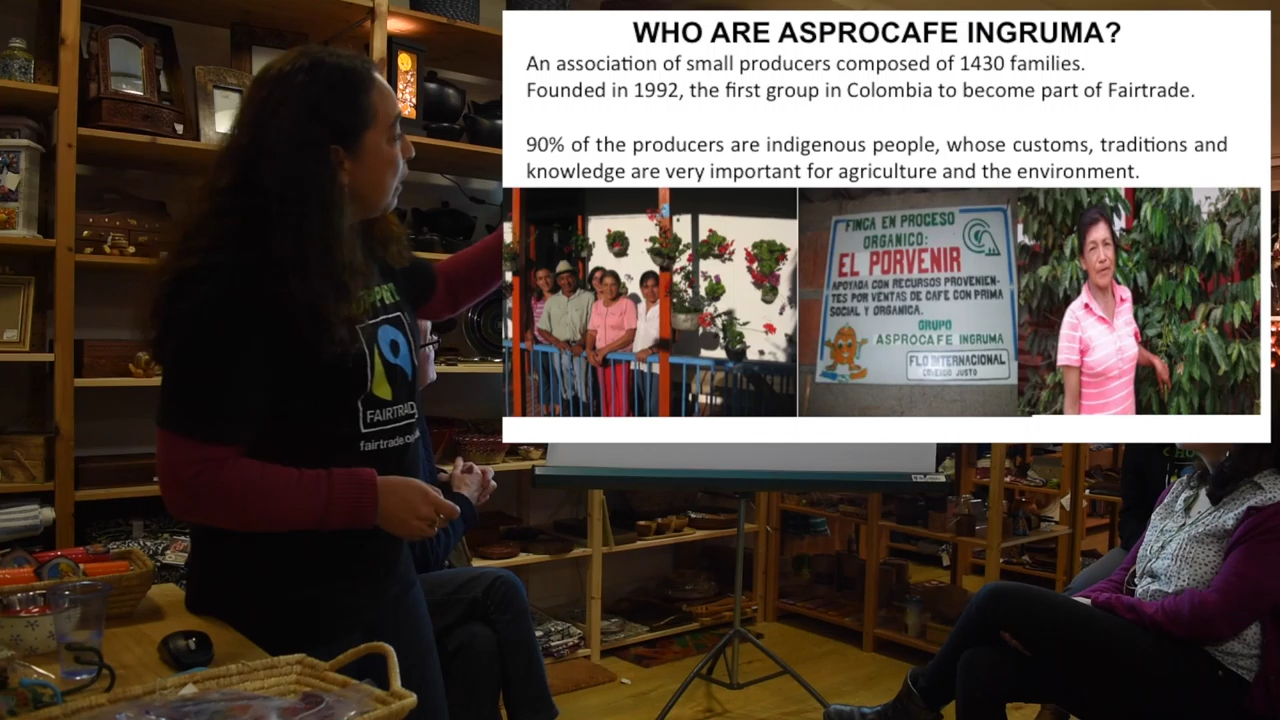 WHO ARE ASPROCAFE INGRUMA?
An association of small producers composed of 1430 families.
Founded in 1992, the first group in Colombia to become part of Fairtrade.
90% of the producers are indigenous people, whose customs, traditions and
knowledge are very important for agriculture and the environment.
FINCA EN PROCESO
ORGANICO:
EL PORVENIR
APOYADA CON RECURSOS PROVENIEN-
TES POR VENTAS DE CAFE CON PRIMA
SOCIAL Y ORGANICA.
GRUPO
ASPROCAFE INGRUMA
FLO INTERNACIONAL
COMERCIO JUSTO
FAIRTRADE